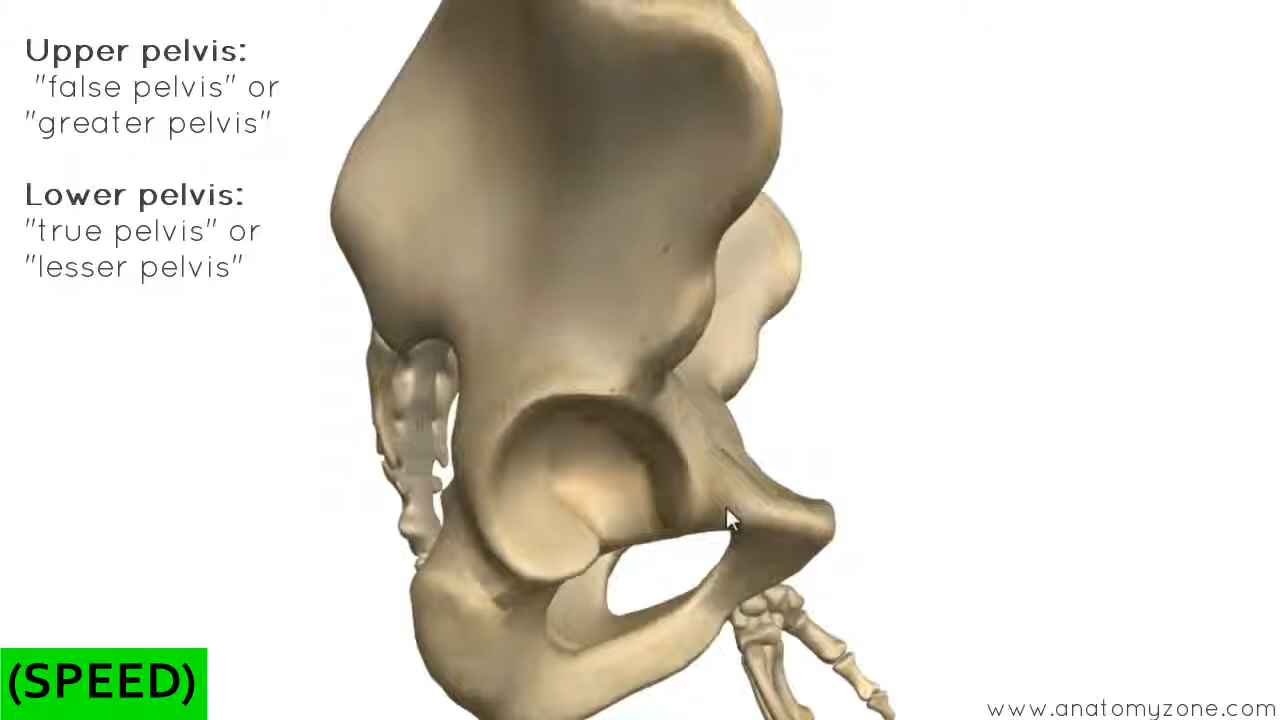 Upper pelvis:
"false pelvis" or
"greater pelvis"
Lower pelvis:
"true pelvis" or
"lesser pelvis"
(SPEED)
www.anatomyzone.com